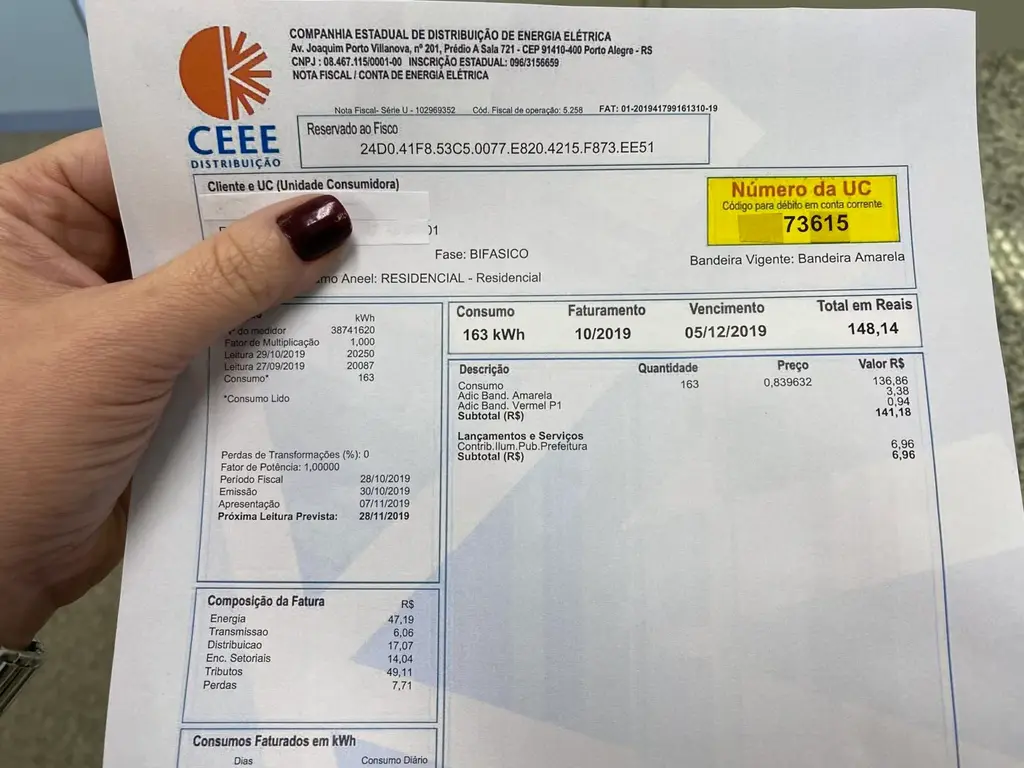 COMPANHIA ESTADUAL DE DISTRIBUIÇÃO DE ENERGIA ELÉTRICA
Av. Joaquim Porto Villanova, nº 201, Prédio A Sala 721 - CEP 91410-400 Porto Alegre - RS
CNPJ : 08.467.115/0001-00 INSCRIÇÃO ESTADUAL: 096/3156659
NOTA FISCAL / CONTA DE ENERGIA ELÉTRICA
CEEE
DISTRIBUIÇÃO
Nota Fiscal- Série U - 102969352 Cód. Fiscal de operação: 5.258 FAT: 01-201941799161310-19
Reservado ao Fisco
24D0.41F8.53C5.0077.E820.4215.F873.EE51
Cliente e UC (Unidade Consumidora)
01
Fase: BIFASICO
Aneel: RESIDENCIAL - Residencial
Número da UC
Código para débito em conta corrente
73615
Bandeira Vigente: Bandeira Amarela
Consumo Faturamento Vencimento Total em Reais
163 kWh 10/2019 05/12/2019 148,14
kWh
Nº do medidor 38741620
Fator de Multiplicação 1,000
Leitura 29/10/2019 20250
Leitura 27/09/2019 20087
Consumo* 163
*Consumo Lido
Perdas de Transformações (%): 0
Fator de Potência: 1,00000
Período Fiscal 28/10/2019
Emissão 30/10/2019
Apresentação 07/11/2019
Próxima Leitura Prevista: 28/11/2019
Descrição Quantidade Preço Valor R$
Consumo 163 0,839632 136,86
Adic Band. Amarela 3,38
Adic Band. Vermel P1 0,94
Subtotal (R$) 141,18
Lançamentos e Serviços
Contrib.Ilum.Pub.Prefeitura 6,96
Subtotal (R$) 6,96
Composição da Fatura R$
Energia 47,19
Transmissao 6,06
Distribuicao 17,07
Enc. Setoriais 14,04
Tributos 49,11
Perdas 7,71
Consumos Faturados em kWh
Dias Consumo Diário